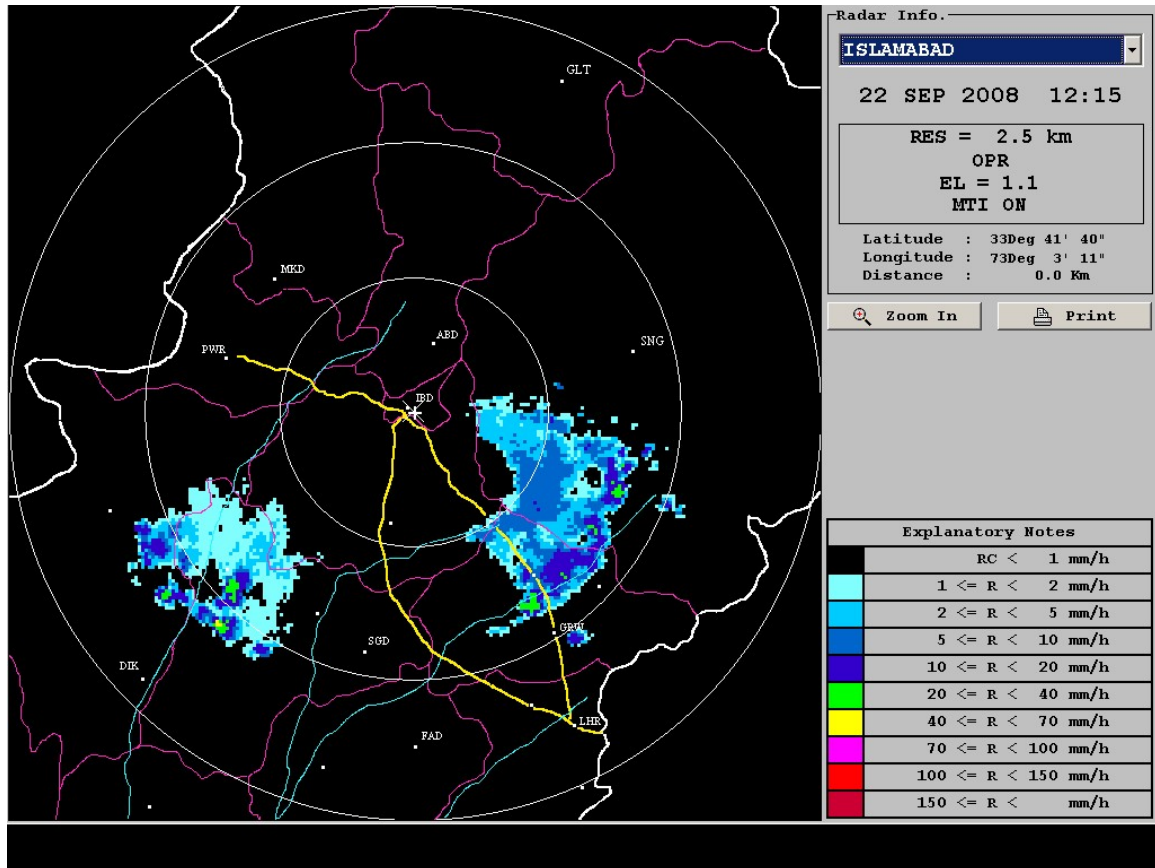 GLT
MKD
ABD
PWR
SNG
IBD
GRW
SGD
DIK
LHR
FAD
Radar Info.
ISLAMABAD
22 SEP 2008 12:15
RES = 2.5 km
OPR
EL = 1.1
MTI ON
Latitude : 33Deg 41' 40"
Longitude : 73Deg 3' 11"
Distance : 0.0 Km
Zoom In
Print
Explanatory Notes
RC < 1 mm/h
1 <= R < 2 mm/h
2 <= R < 5 mm/h
5 <= R < 10 mm/h
10 <= R < 20 mm/h
20 <= R < 40 mm/h
40 <= R < 70 mm/h
70 <= R < 100 mm/h
100 <= R < 150 mm/h
150 <= R < mm/h